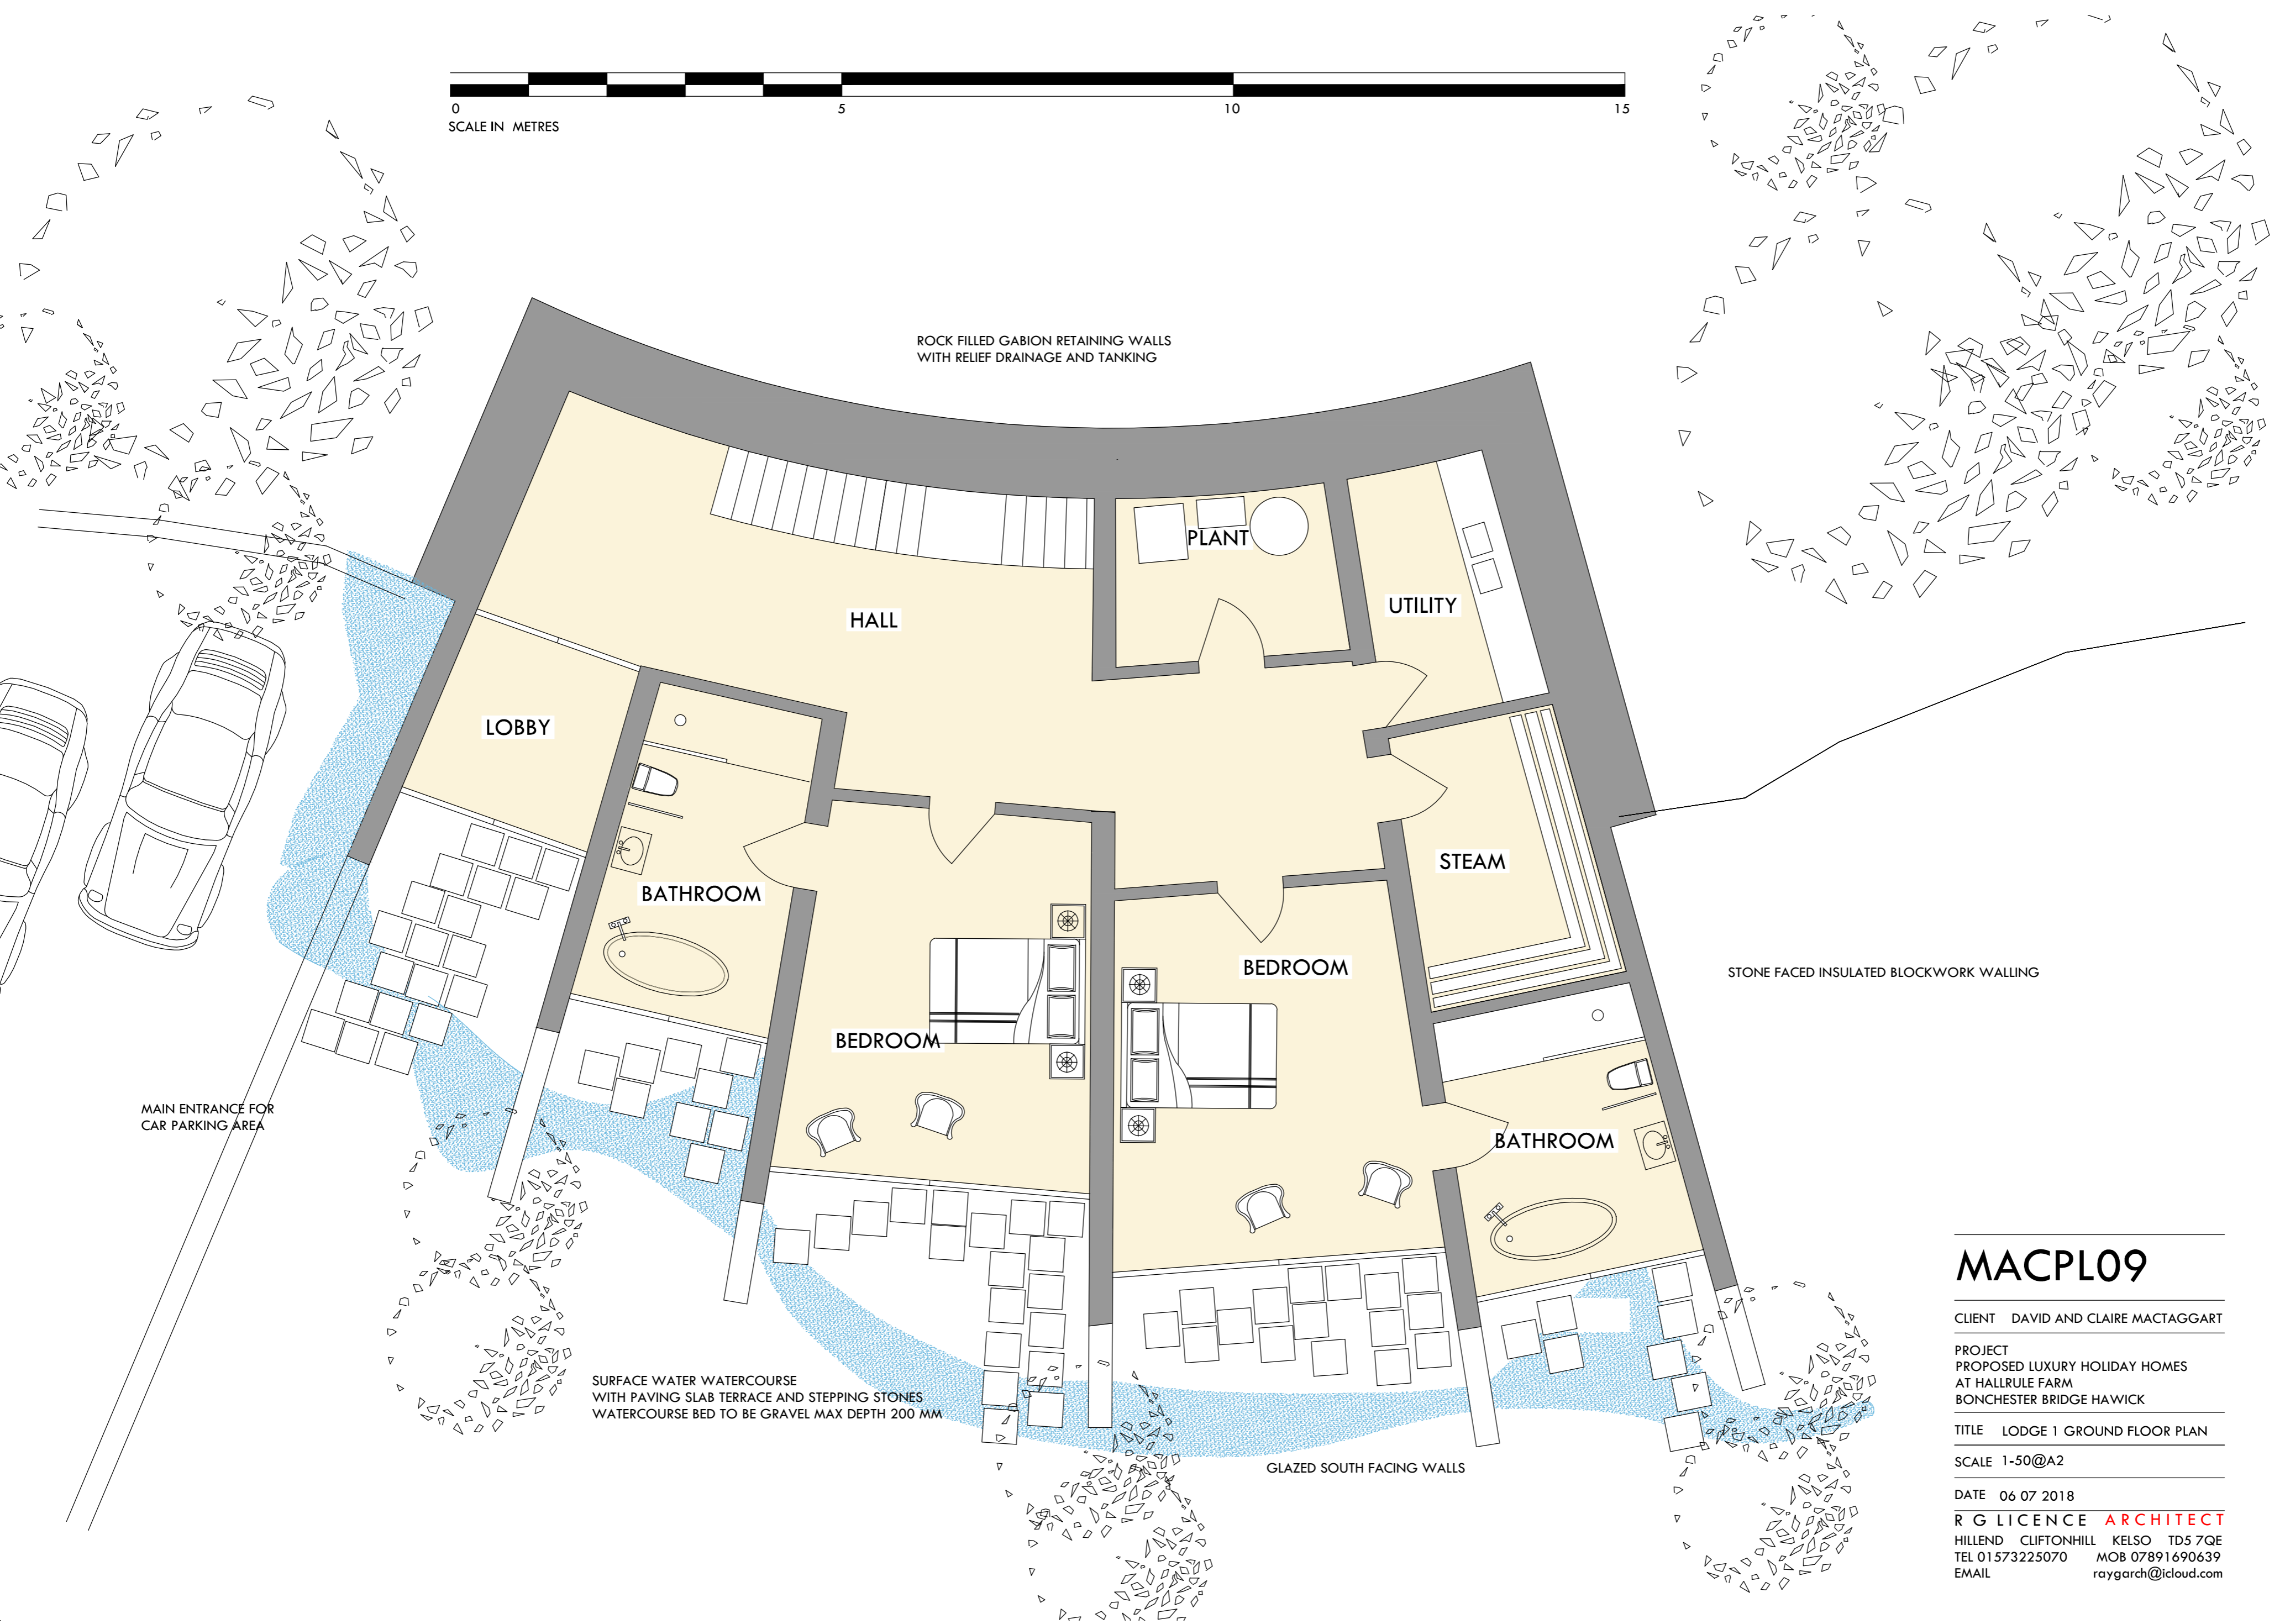 0 5 10 15
SCALE IN METRES
ROCK FILLED GABION RETAINING WALLS
WITH RELIEF DRAINAGE AND TANKING
PLANT
UTILITY
HALL
LOBBY
STEAM
BATHROOM
BEDROOM
STONE FACED INSULATED BLOCKWORK WALLING
BEDROOM
MAIN ENTRANCE FOR
CAR PARKING AREA
BATHROOM
SURFACE WATER WATERCOURSE
WITH PAVING SLAB TERRACE AND STEPPING STONES
WATERCOURSE BED TO BE GRAVEL MAX DEPTH 200 MM
GLAZED SOUTH FACING WALLS
MACPL09
CLIENT DAVID AND CLAIRE MACTAGGART
PROJECT
PROPOSED LUXURY HOLIDAY HOMES
AT HALLRULE FARM
BONCHESTER BRIDGE HAWICK
TITLE LODGE 1 GROUND FLOOR PLAN
SCALE 1-50@A2
DATE 06 07 2018
R G LICENCE ARCHITECT
HILLEND CLIFTONHILL KELSO TD5 7QE
TEL 01573225070 MOB 07891690639
EMAIL raygarch@icloud.com